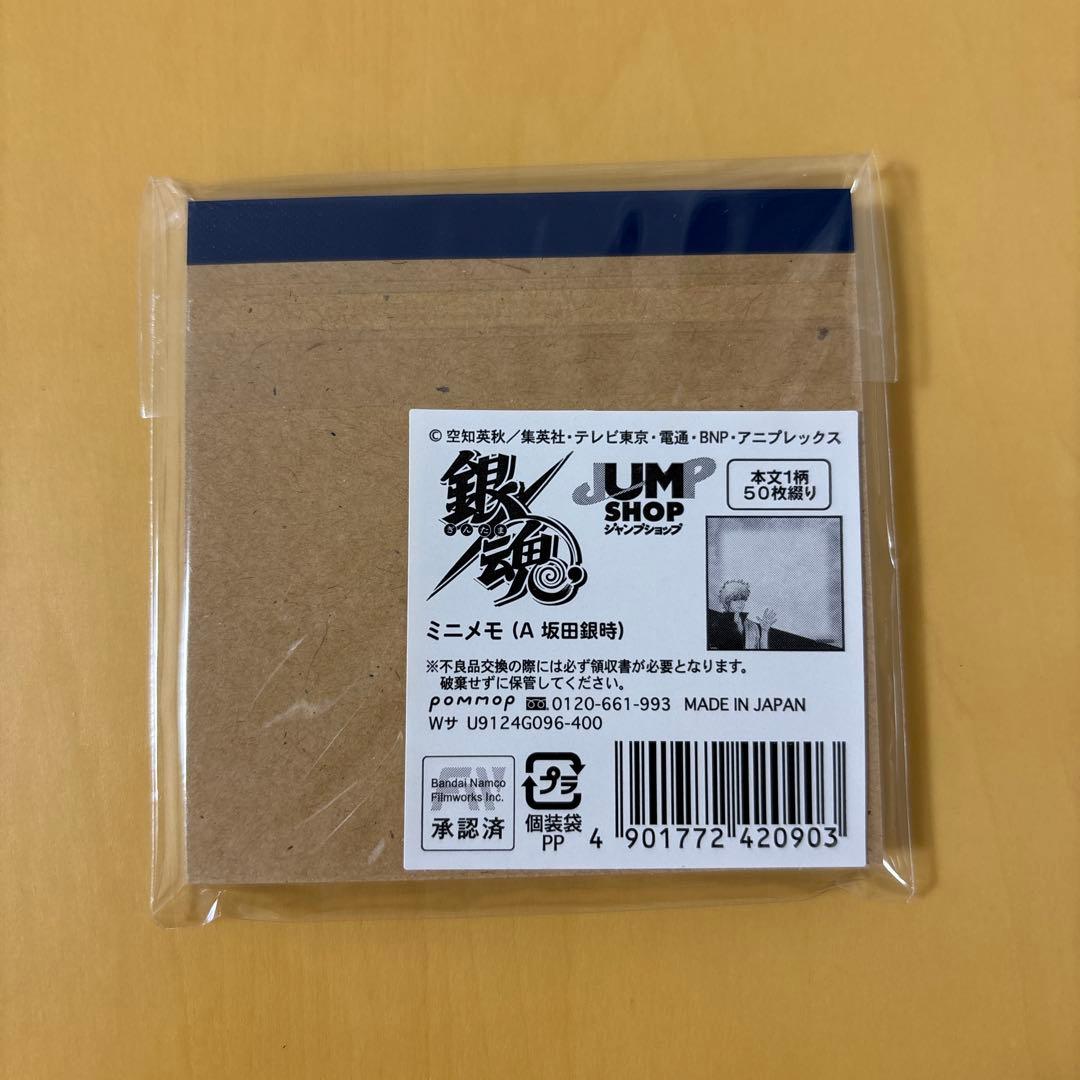 © 空知英秋／集英社・テレビ東京・電通・BNP・アニプレックス
銀魂
ぎんたま
JUMP
SHOP
ジャンプショップ
本文1柄
50枚綴り
ミニメモ (A 坂田銀時)
※不良品交換の際には必ず領収書が必要となります。
破棄せずに保管してください。
pommop 0120-661-993 MADE IN JAPAN
Wサ U9124G096-400
FW
Bandai Namco
Filmworks Inc.
承認済
プラ
個装袋
PP
4 901772 420903